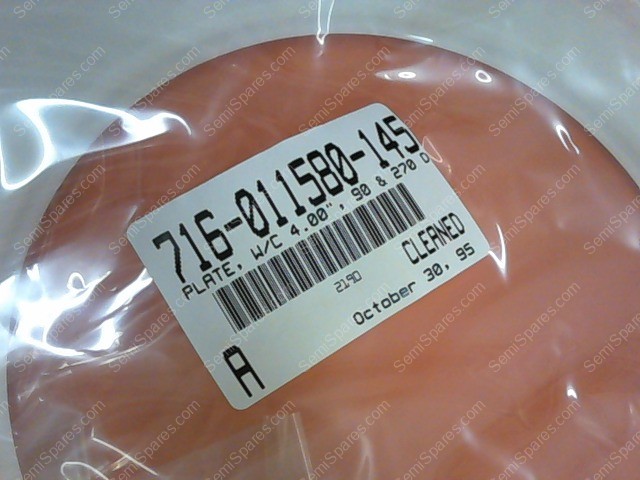 716-011580-145
PLATE, W/C 4.00", 90 & 270 D
2190
CLEANED
October 30, 95
A
SemiSpares.com